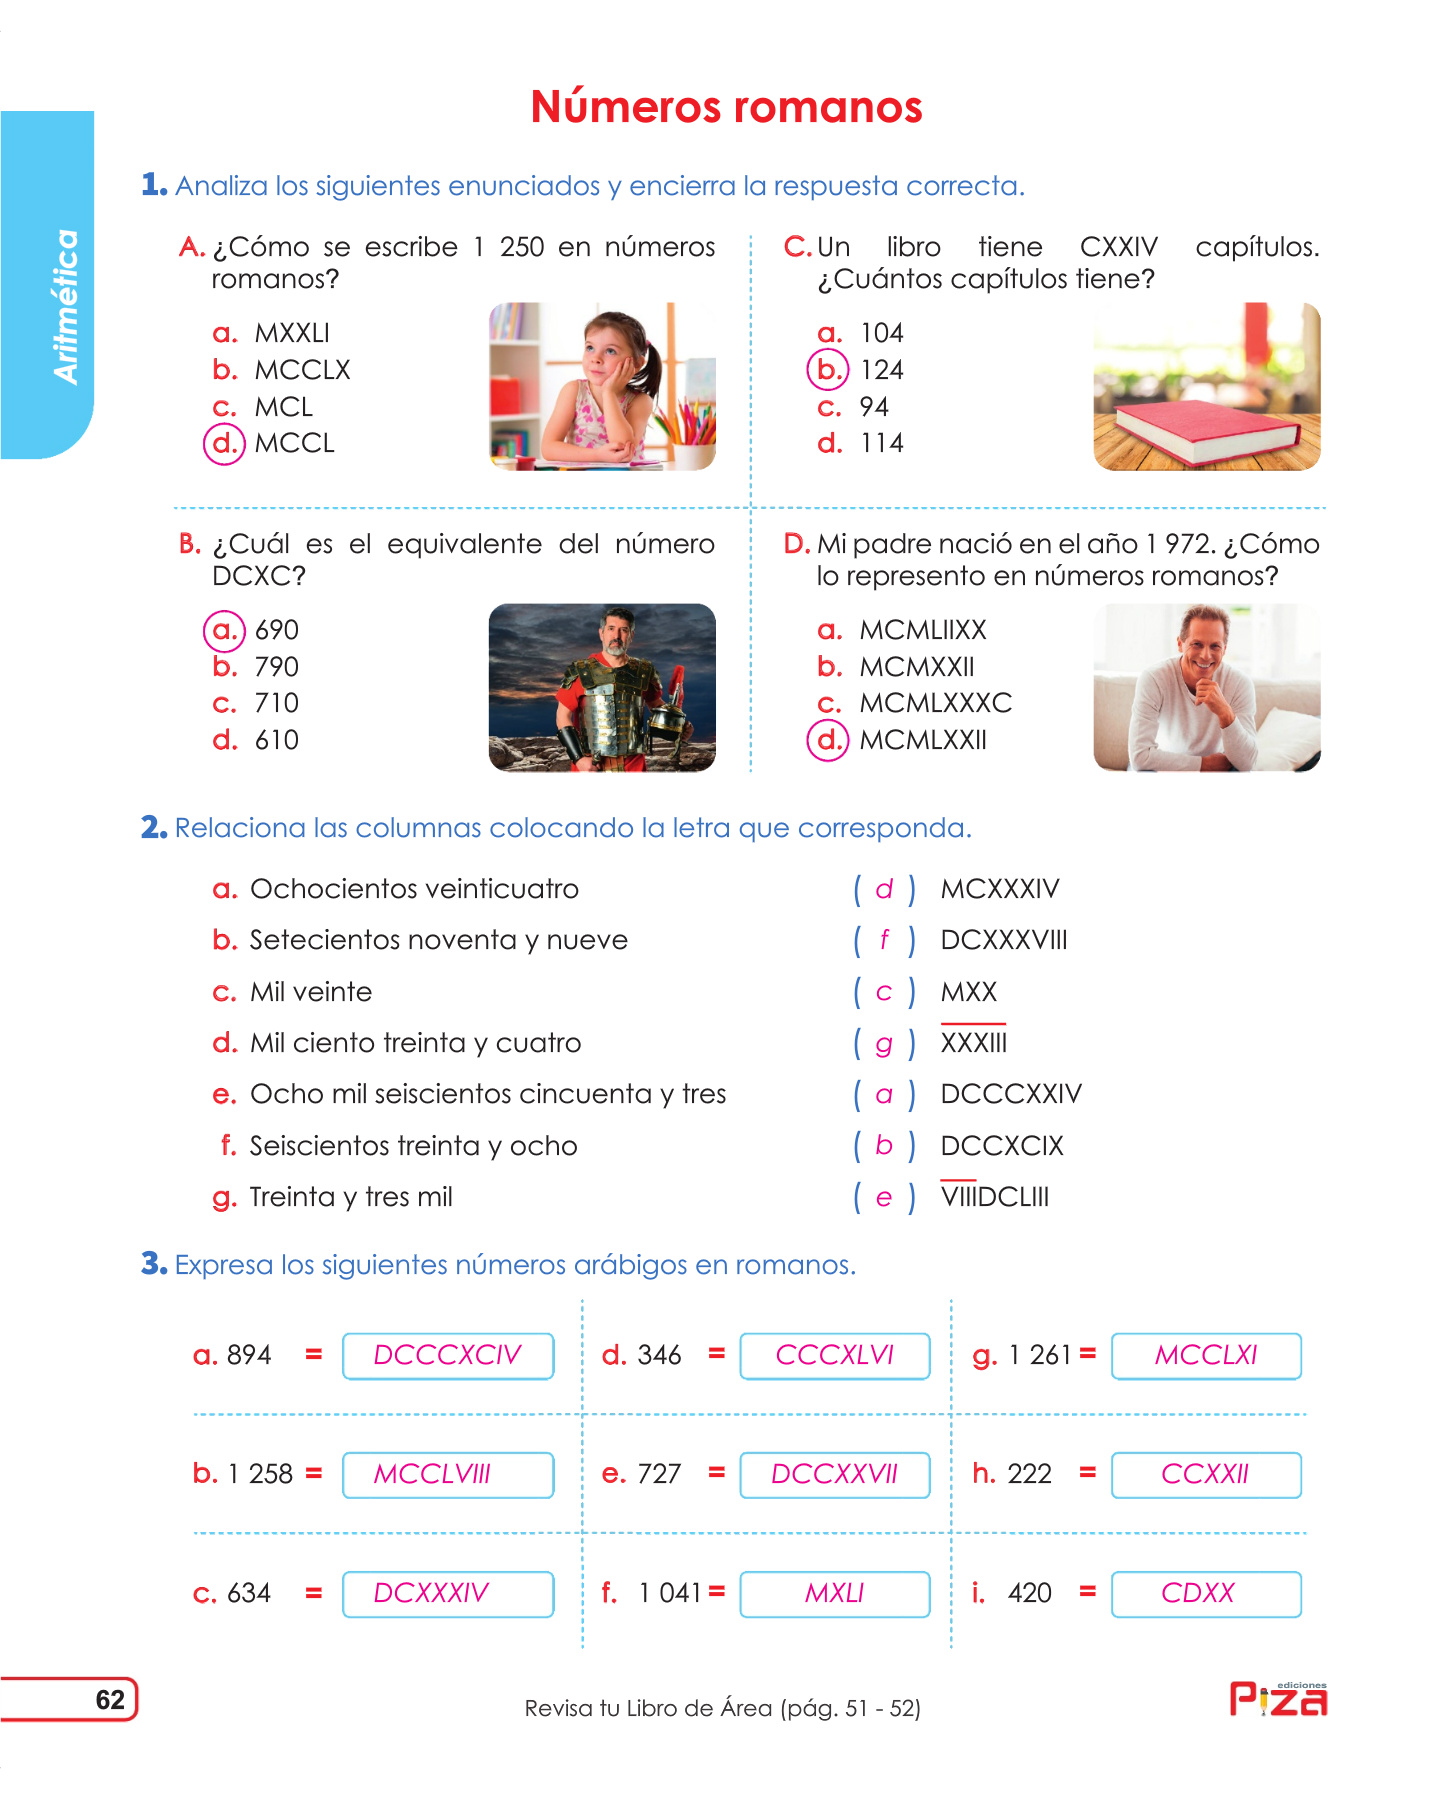 Números romanos
Aritmética
1. Analiza los siguientes enunciados y encierra la respuesta correcta.
A. ¿Cómo se escribe 1 250 en números
romanos?
a. MXXLI
b. MCCLX
c. MCL
d. MCCL
B. ¿Cuál es el equivalente del número
DCXC?
a. 690
b. 790
c. 710
d. 610
C. Un libro tiene CXXIV capítulos.
¿Cuántos capítulos tiene?
a. 104
b. 124
c. 94
d. 114
D. Mi padre nació en el año 1 972. ¿Cómo
lo represento en números romanos?
a. MCMLIIXX
b. MCMXXII
c. MCMLXXXC
d. MCMLXXII
2. Relaciona las columnas colocando la letra que corresponda.
a. Ochocientos veinticuatro ( d ) MCXXXIV
b. Setecientos noventa y nueve ( f ) DCXXXVIII
c. Mil veinte ( c ) MXX
d. Mil ciento treinta y cuatro ( g ) X̅X̅X̅I̅I̅I̅
e. Ocho mil seiscientos cincuenta y tres ( a ) DCCCXXIV
f. Seiscientos treinta y ocho ( b ) DCCXCIX
g. Treinta y tres mil ( e ) V̅I̅I̅I̅DCLIII
3. Expresa los siguientes números arábigos en romanos.
a. 894 = DCCCXCIV d. 346 = CCCXLVI g. 1 261 = MCCLXI
b. 1 258 = MCCLVIII e. 727 = DCCXXVII h. 222 = CCXXII
c. 634 = DCXXXIV f. 1 041 = MXLI i. 420 = CDXX
62
Revisa tu Libro de Área (pág. 51 - 52)
ediciones
Piza